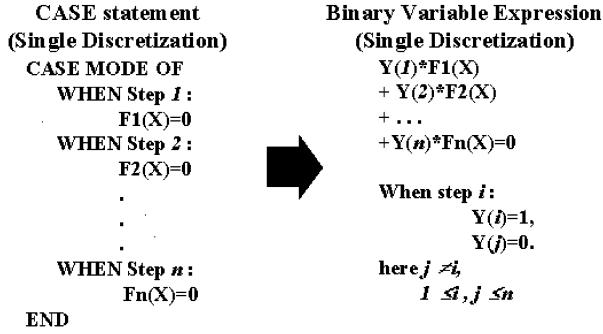 CASE statement
(Single Discretization)
CASE MODE OF
WHEN Step 1 :
F1(X)=0
WHEN Step 2 :
F2(X)=0
.
.
.
WHEN Step n :
Fn(X)=0
END
Binary Variable Expression
(Single Discretization)
Y(1)*F1(X)
+ Y(2)*F2(X)
+ . . .
+Y(n)*Fn(X)=0
When step i :
Y(i)=1,
Y(j)=0.
here j ≠i,
1 ≤i , j ≤n